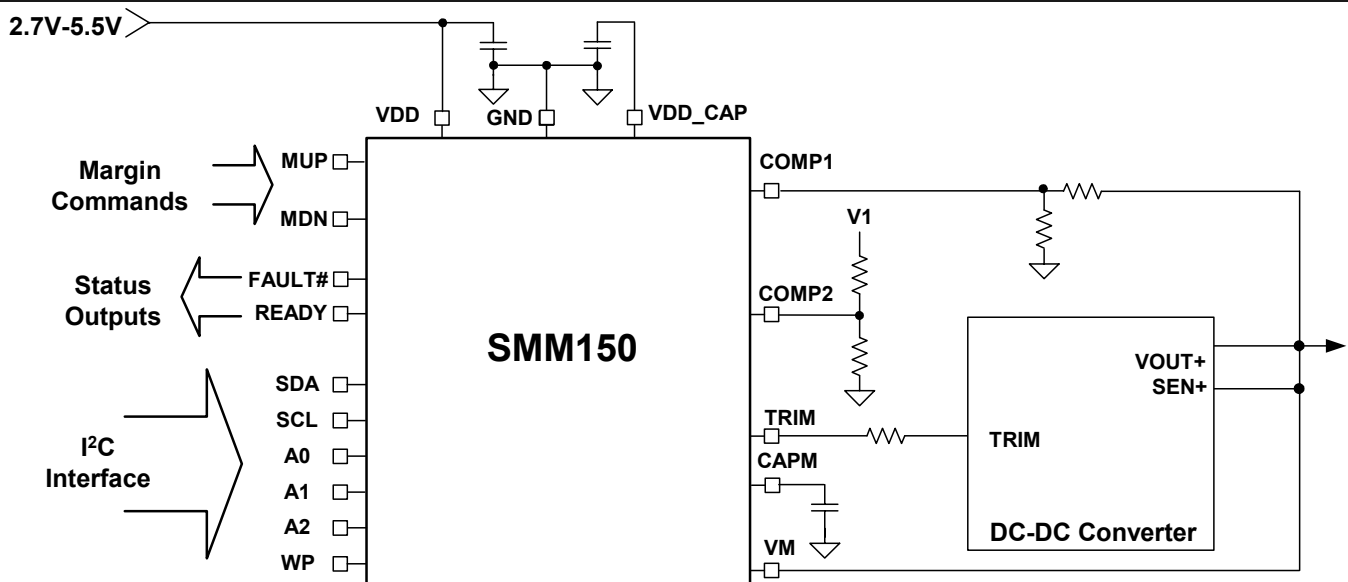 2.7V-5.5V
VDD
GND
VDD_CAP
Margin
Commands
MUP
MDN
Status
Outputs
FAULT#
READY
I²C
Interface
SDA
SCL
A0
A1
A2
WP
SMM150
COMP1
V1
COMP2
TRIM
CAPM
VM
VOUT+
SEN+
TRIM
DC-DC Converter